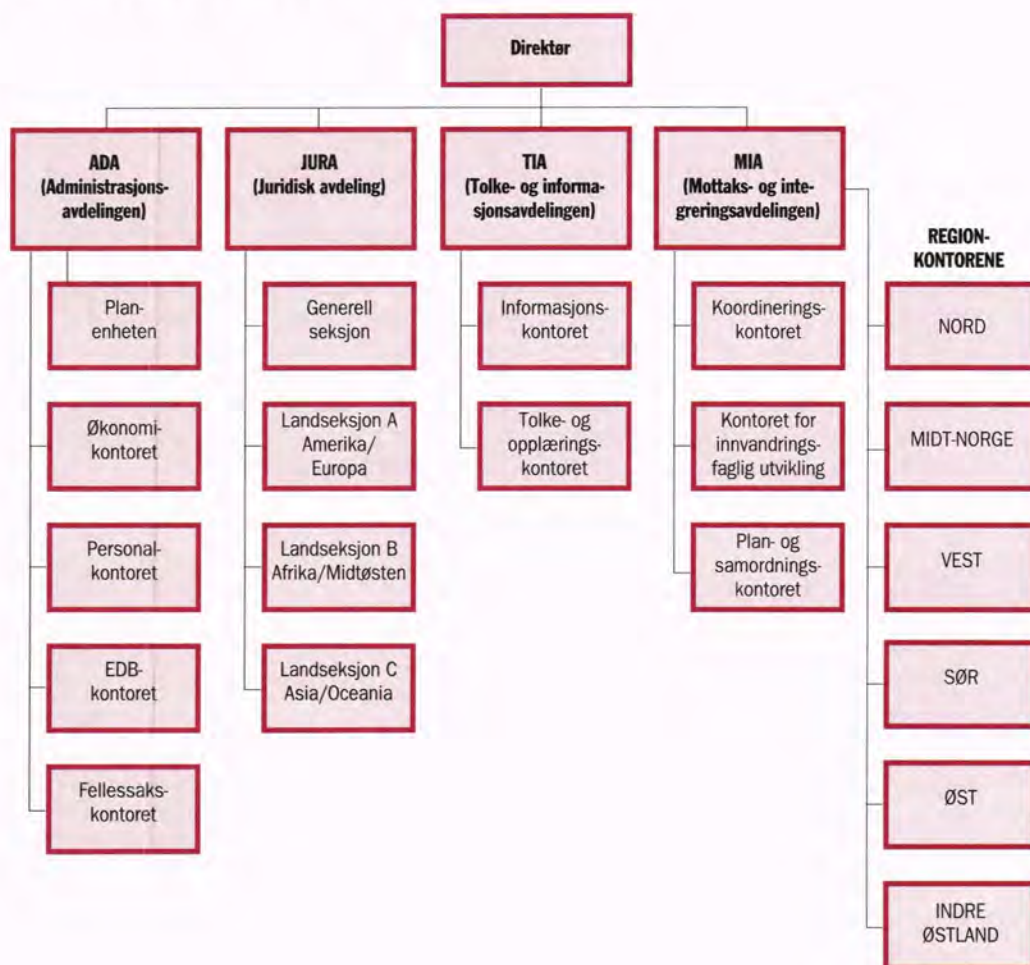 Direktør
ADA
(Administrasjons-
avdelingen)
JURA
(Juridisk avdeling)
TIA
(Tolke- og informa-
sjonsavdelingen)
MIA
(Mottaks- og inte-
greringsavdelingen)
Plan-
enheten
Økonomi-
kontoret
Personal-
kontoret
EDB-
kontoret
Fellessaks-
kontoret
Generell
seksjon
Landseksjon A
Amerika/
Europa
Landseksjon B
Afrika/Midtøsten
Landseksjon C
Asia/Oceania
Informasjons-
kontoret
Tolke- og
opplærings-
kontoret
Koordinerings-
kontoret
Kontoret for
innvandrings-
faglig utvikling
Plan- og
samordnings-
kontoret
REGION-
KONTORENE
NORD
MIDT-NORGE
VEST
SØR
ØST
INDRE
ØSTLAND